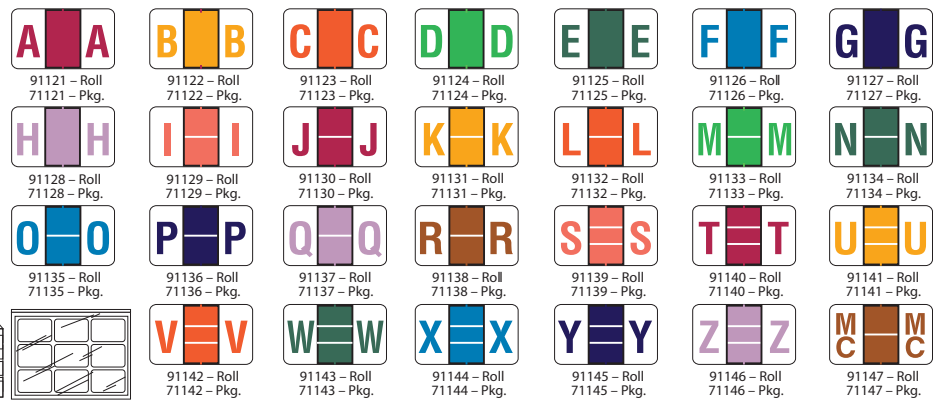 A A B B C C D D E E F F G G
91121 – Roll 91122 – Roll 91123 – Roll 91124 – Roll 91125 – Roll 91126 – Roll 91127 – Roll
71121 – Pkg. 71122 – Pkg. 71123 – Pkg. 71124 – Pkg. 71125 – Pkg. 71126 – Pkg. 71127 – Pkg.
H H I I J J K K L L M M N N
91128 – Roll 91129 – Roll 91130 – Roll 91131 – Roll 91132 – Roll 91133 – Roll 91134 – Roll
71128 – Pkg. 71129 – Pkg. 71130 – Pkg. 71131 – Pkg. 71132 – Pkg. 71133 – Pkg. 71134 – Pkg.
O O P P Q Q R R S S T T U U
91135 – Roll 91136 – Roll 91137 – Roll 91138 – Roll 91139 – Roll 91140 – Roll 91141 – Roll
71135 – Pkg. 71136 – Pkg. 71137 – Pkg. 71138 – Pkg. 71139 – Pkg. 71140 – Pkg. 71141 – Pkg.
V V W W X X Y Y Z Z MC MC
91142 – Roll 91143 – Roll 91144 – Roll 91145 – Roll 91146 – Roll 91147 – Roll
71142 – Pkg. 71143 – Pkg. 71144 – Pkg. 71145 – Pkg. 71146 – Pkg. 71147 – Pkg.